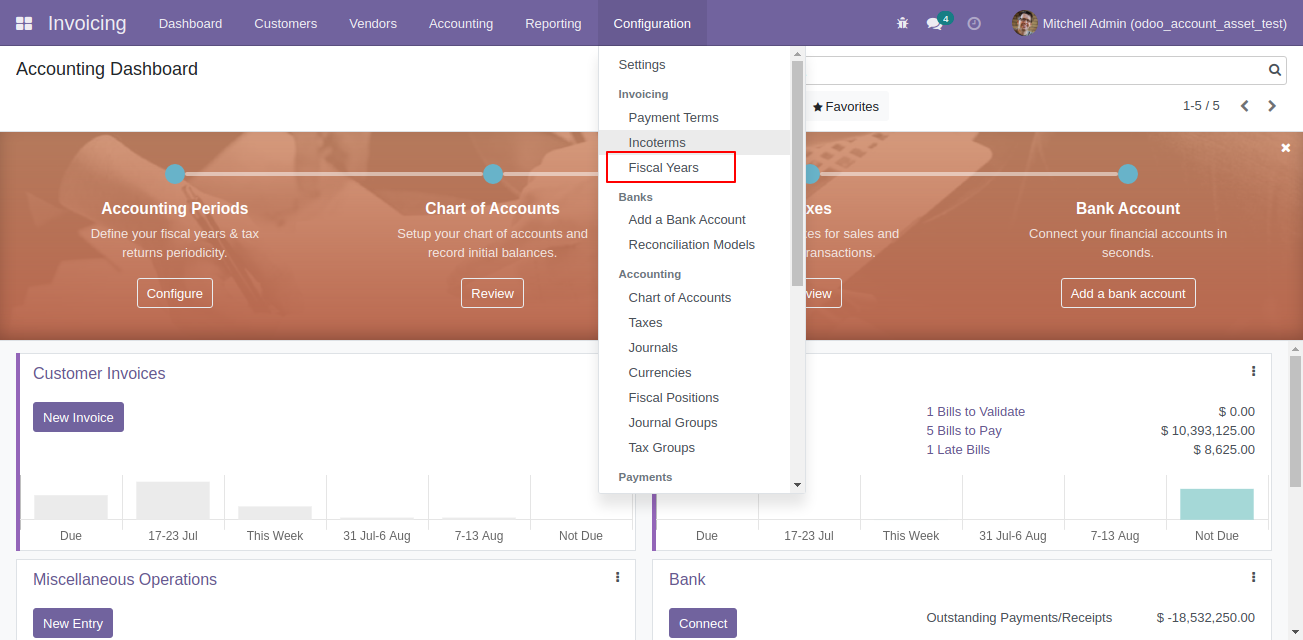 Invoicing Dashboard Customers Vendors Accounting Reporting Configuration 4 Mitchell Admin (odoo_account_asset_test)
Accounting Dashboard
Favorites
1-5 / 5
Settings
Invoicing
Payment Terms
Incoterms
Fiscal Years
Banks
Add a Bank Account
Reconciliation Models
Accounting
Chart of Accounts
Taxes
Journals
Currencies
Fiscal Positions
Journal Groups
Tax Groups
Payments
Accounting Periods
Define your fiscal years & tax
returns periodicity.
Configure
Chart of Accounts
Setup your chart of accounts and
record initial balances.
Review
xes
es for sales and
ransactions.
view
Bank Account
Connect your financial accounts in
seconds.
Add a bank account
Customer Invoices
New Invoice
Due 17-23 Jul This Week 31 Jul-6 Aug 7-13 Aug Not Due
1 Bills to Validate $ 0.00
5 Bills to Pay $ 10,393,125.00
1 Late Bills $ 8,625.00
Due 17-23 Jul This Week 31 Jul-6 Aug 7-13 Aug Not Due
Miscellaneous Operations
New Entry
Bank
Connect
Outstanding Payments/Receipts $ -18,532,250.00